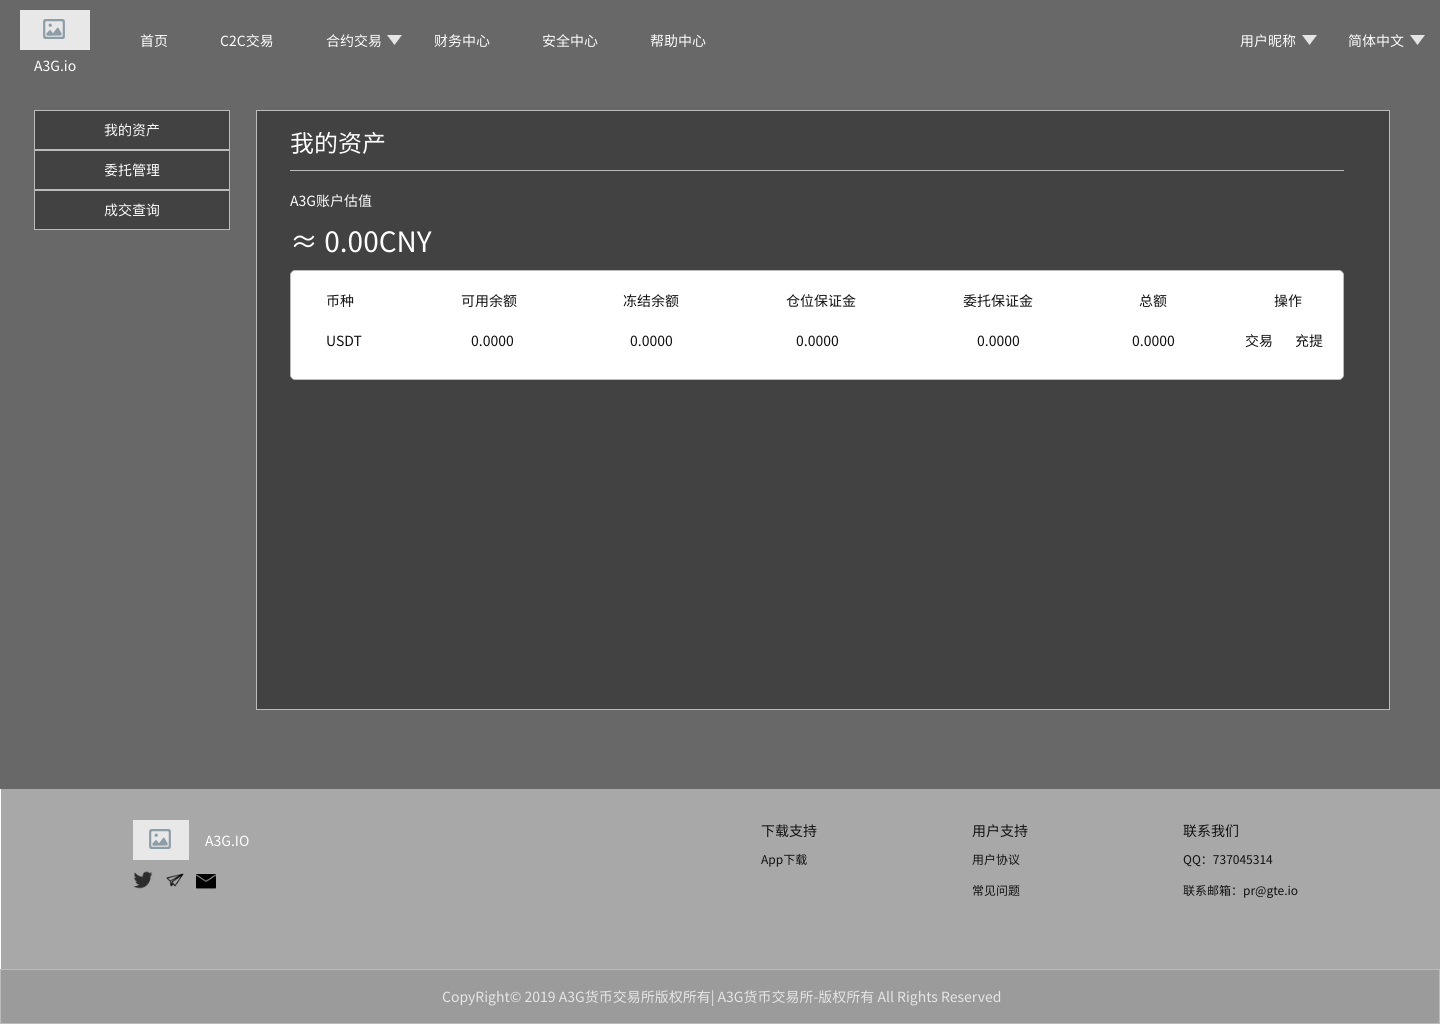 A3G.io
首页 C2C交易 合约交易 财务中心 安全中心 帮助中心 用户昵称 简体中文
我的资产
委托管理
成交查询
我的资产
A3G账户估值
≈ 0.00CNY
币种 可用余额 冻结余额 仓位保证金 委托保证金 总额 操作
USDT 0.0000 0.0000 0.0000 0.0000 0.0000 交易 充提
A3G.IO
下载支持
App下载
用户支持
用户协议
常见问题
联系我们
QQ：737045314
联系邮箱：pr@gte.io
CopyRight© 2019 A3G货币交易所版权所有| A3G货币交易所-版权所有 All Rights Reserved